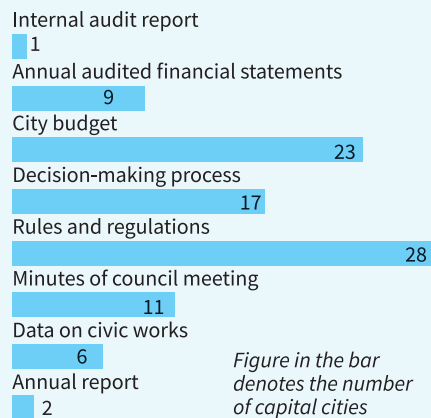 Internal audit report
1
Annual audited financial statements
9
City budget
23
Decision-making process
17
Rules and regulations
28
Minutes of council meeting
11
Data on civic works
6
Annual report
2
Figure in the bar
denotes the number
of capital cities